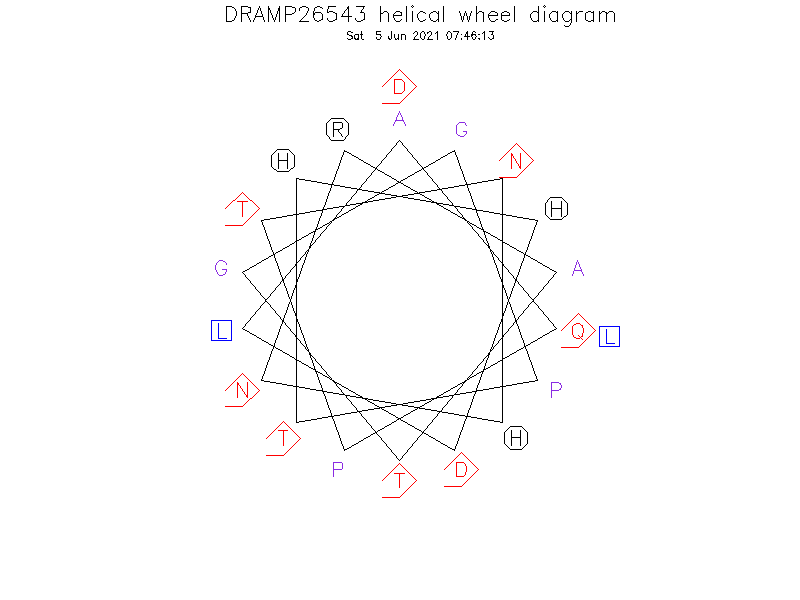 DRAMP26543 helical wheel diagram
Sat 5 Jun 2021 07:46:13
D
R A G
H N
T H
G A
L Q L
N P
T H
P T D